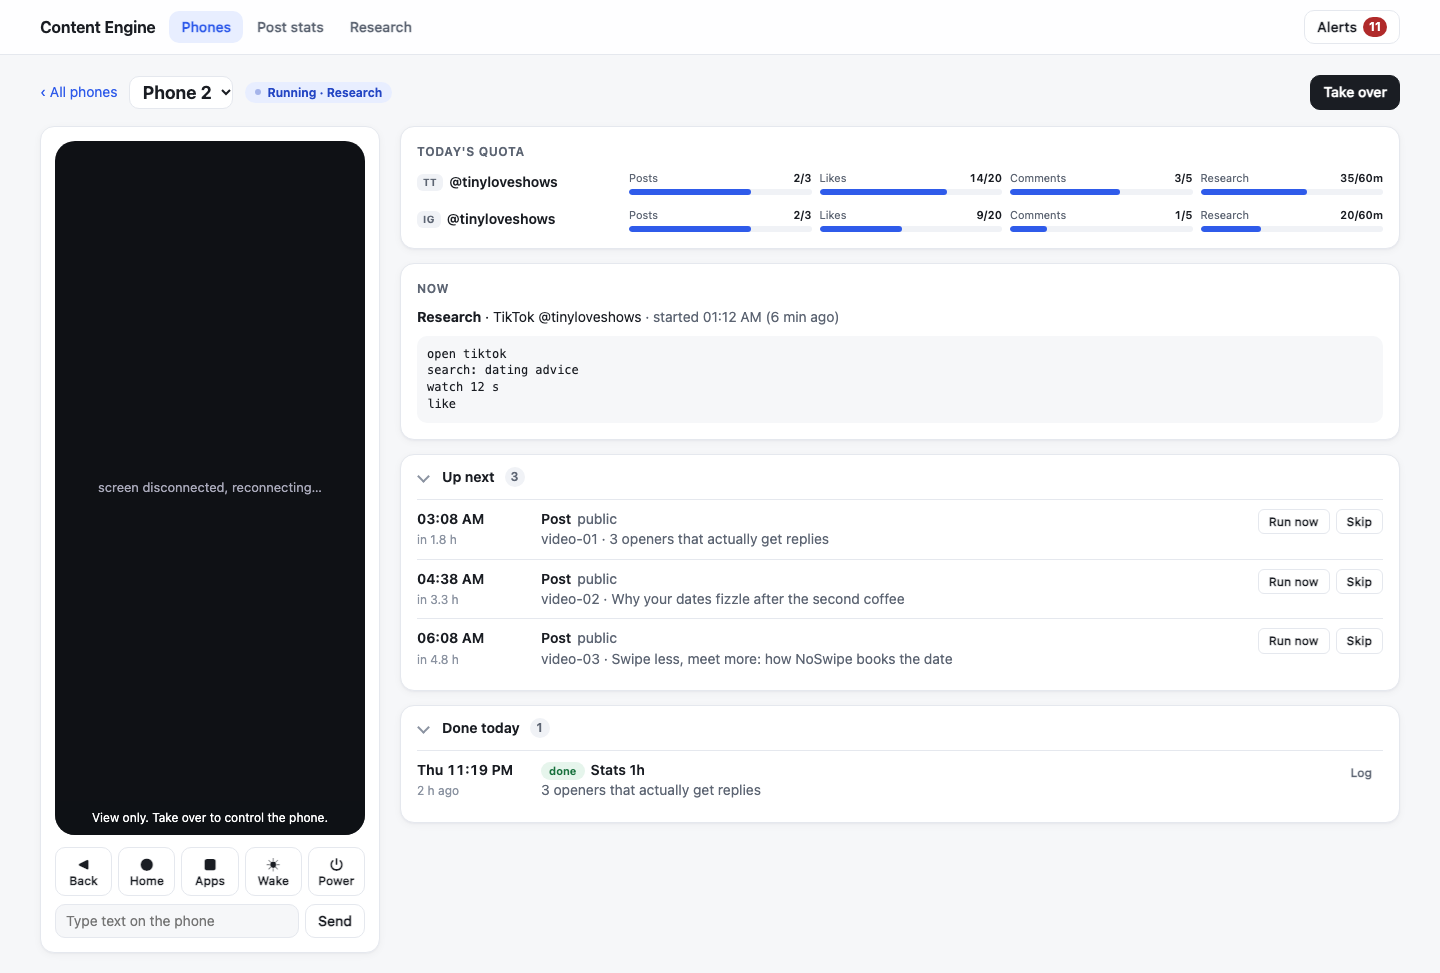 Content Engine
Phones
Post stats
Research
Alerts 11
‹ All phones
Phone 2
Running · Research
Take over
screen disconnected, reconnecting...
View only. Take over to control the phone.
Back
Home
Apps
Wake
Power
Type text on the phone
Send
TODAY'S QUOTA
TT @tinyloveshows
Posts 2/3
Likes 14/20
Comments 3/5
Research 35/60m
IG @tinyloveshows
Posts 2/3
Likes 9/20
Comments 1/5
Research 20/60m
NOW
Research · TikTok @tinyloveshows · started 01:12 AM (6 min ago)
open tiktok
search: dating advice
watch 12 s
like
Up next 3
03:08 AM
in 1.8 h
Post public
video-01 · 3 openers that actually get replies
Run now
Skip
04:38 AM
in 3.3 h
Post public
video-02 · Why your dates fizzle after the second coffee
Run now
Skip
06:08 AM
in 4.8 h
Post public
video-03 · Swipe less, meet more: how NoSwipe books the date
Run now
Skip
Done today 1
Thu 11:19 PM
2 h ago
done Stats 1h
3 openers that actually get replies
Log